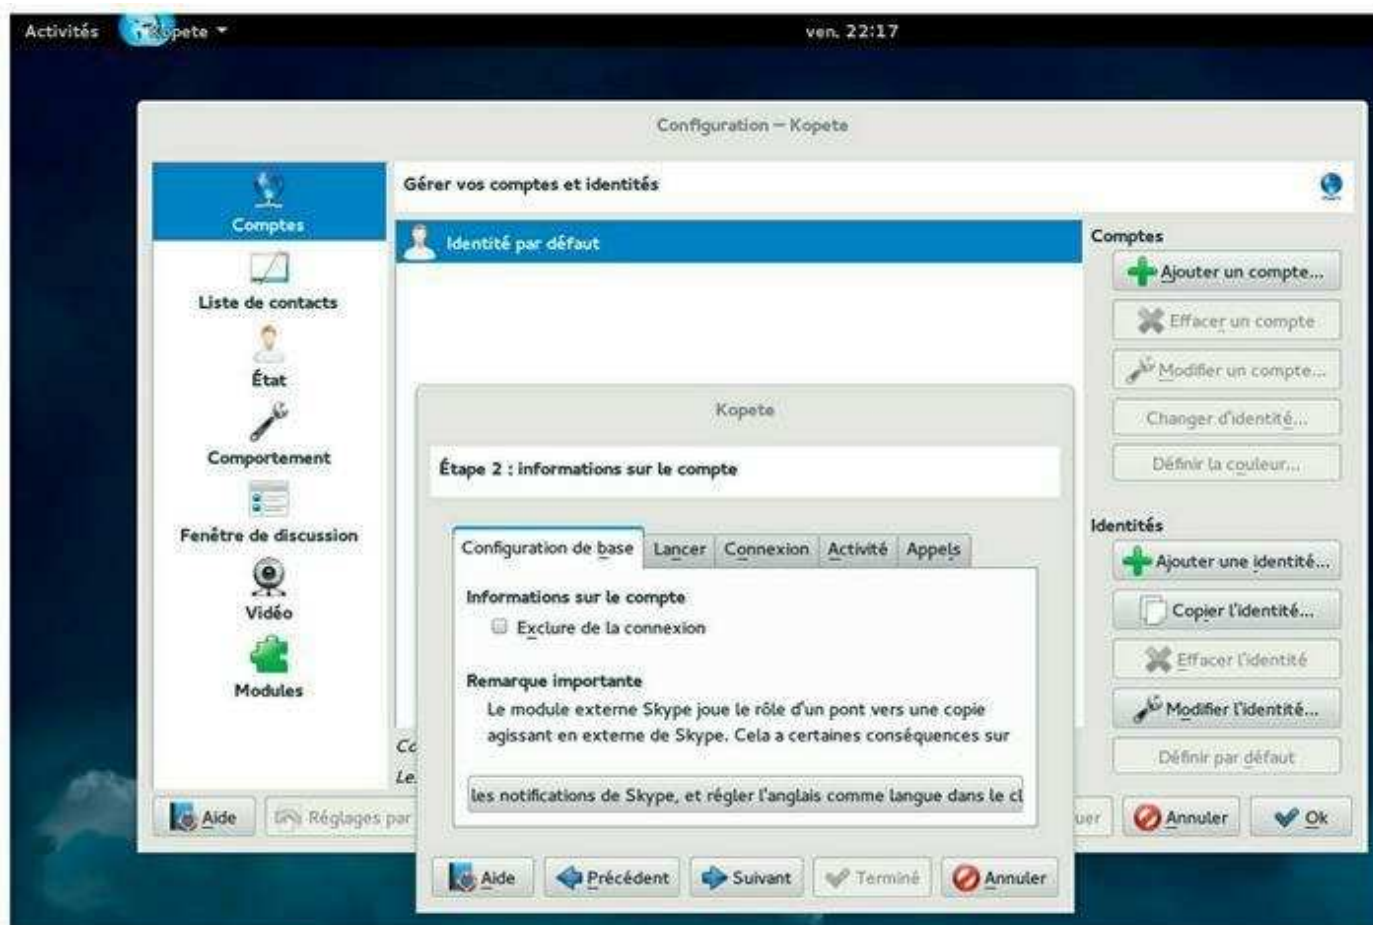 Activités Kopete ven. 22:17
Configuration — Kopete
Comptes
Liste de contacts
État
Comportement
Fenêtre de discussion
Vidéo
Modules
Gérer vos comptes et identités
Identité par défaut
Comptes
Ajouter un compte...
Effacer un compte
Modifier un compte...
Changer d'identité...
Définir la couleur...
Identités
Ajouter une identité...
Copier l'identité...
Effacer l'identité
Modifier l'identité...
Définir par défaut
Co
Le
Aide Réglages par uer Annuler Ok
Kopete
Étape 2 : informations sur le compte
Configuration de base Lancer Connexion Activité Appels
Informations sur le compte
Exclure de la connexion
Remarque importante
Le module externe Skype joue le rôle d'un pont vers une copie
agissant en externe de Skype. Cela a certaines conséquences sur
les notifications de Skype, et régler l'anglais comme langue dans le cl
Aide Précédent Suivant Terminé Annuler